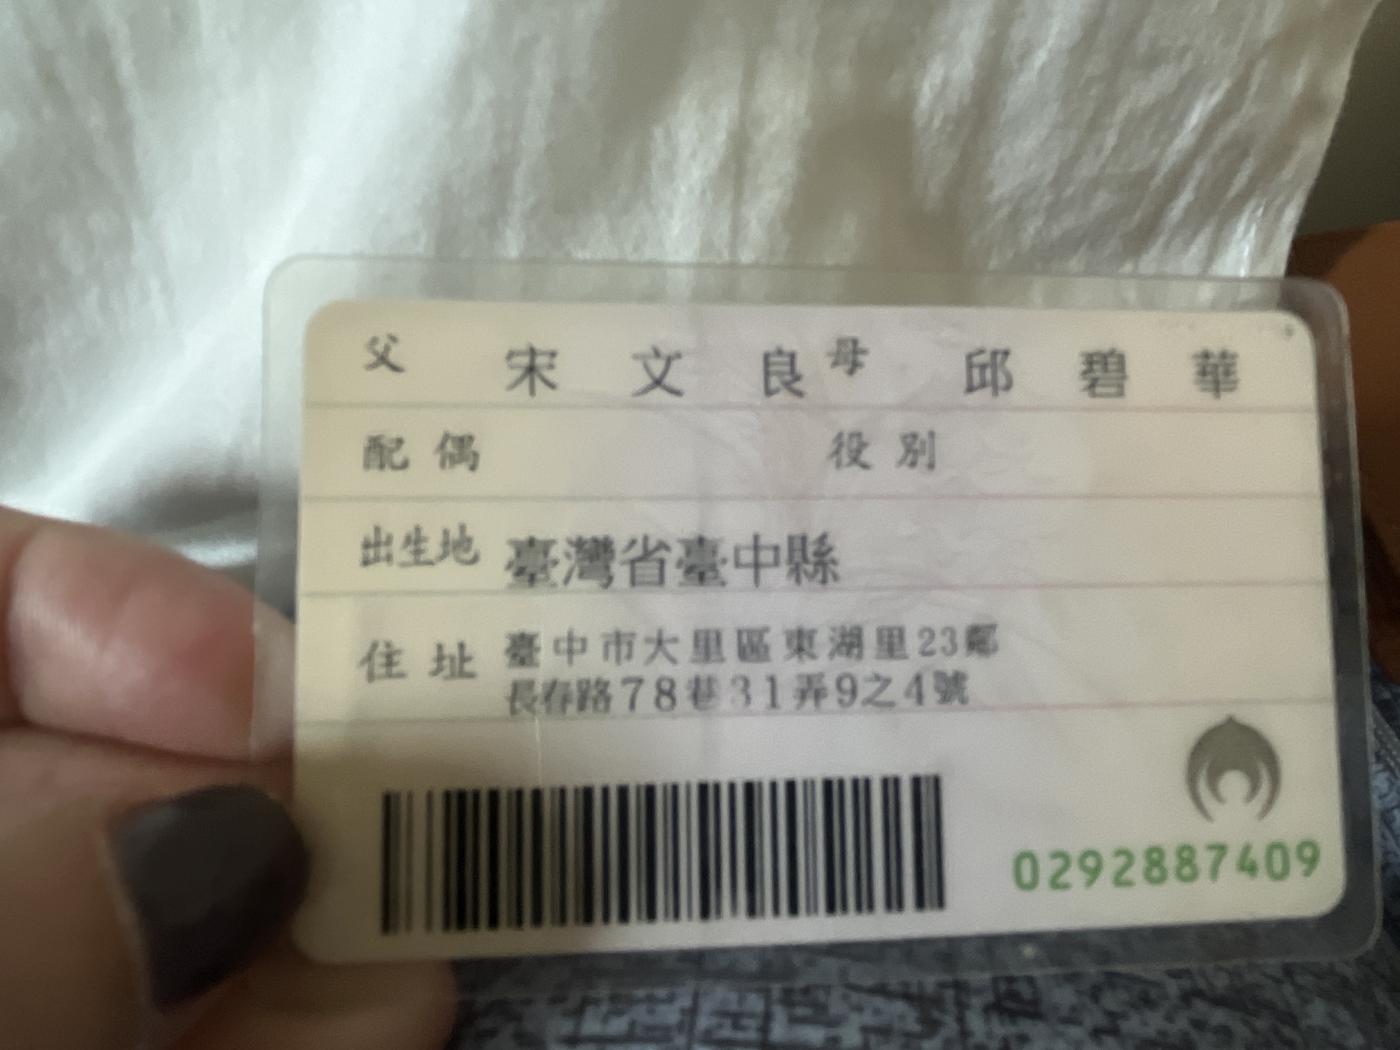 父 宋文良 母 邱碧華
配偶 役別
出生地 臺灣省臺中縣
住址 臺中市大里區東湖里23鄰
長春路78巷31弄9之4號
0292887409